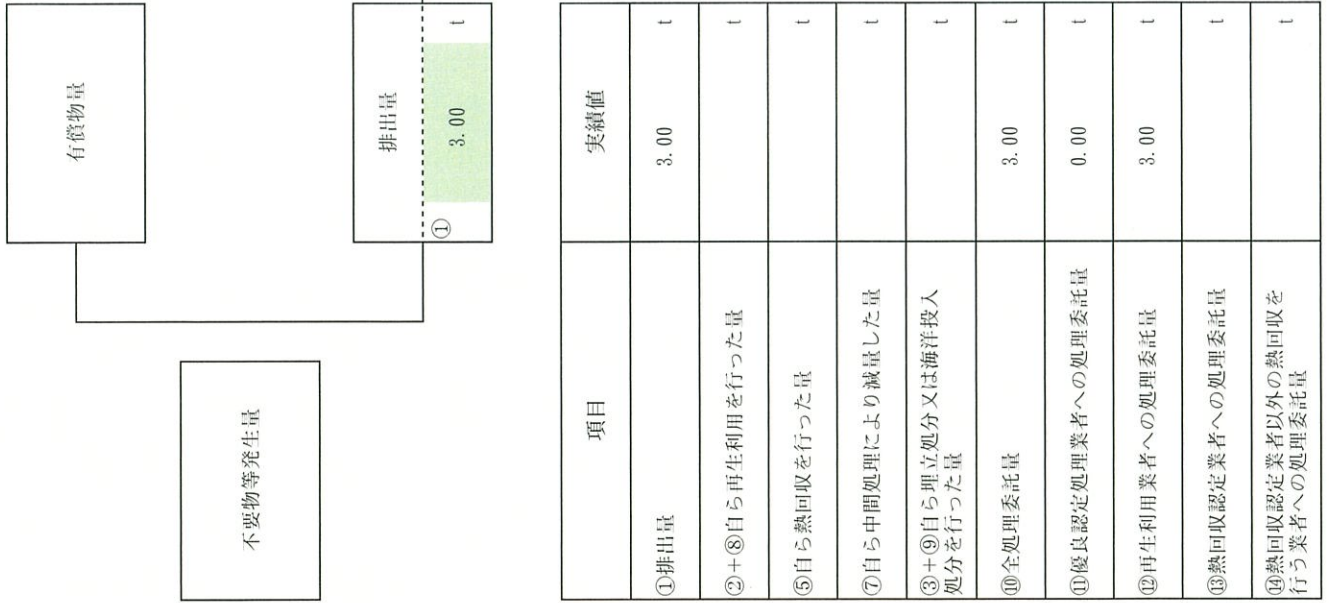 不要物等発生量
有償物量
排出量
① 3.00 t
項目 実績値
①排出量 3.00 t
②+⑧自ら再生利用を行った量 t
⑤自ら熱回収を行った量 t
⑦自ら中間処理により減量した量 t
③+⑨自ら埋立処分又は海洋投入
処分を行った量 t
⑩全処理委託量 3.00 t
⑪優良認定処理業者への処理委託量 0.00 t
⑫再生利用業者への処理委託量 3.00 t
⑬熱回収認定業者への処理委託量 t
⑭熱回収認定業者以外の熱回収を
行う業者への処理委託量 t